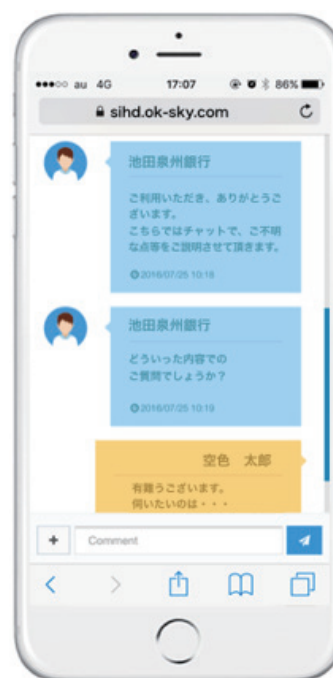 au 4G 17:07 86%
sihd.ok-sky.com
池田泉州銀行
ご利用いただき、ありがとうご
ざいます。
こちらではチャットで、ご不明
な点等をご説明させて頂きます。
2016/07/25 10:18
池田泉州銀行
どういった内容での
ご質問でしょうか?
2016/07/25 10:19
空色 太郎
有難うございます。
伺いたいのは・・・
+ Comment